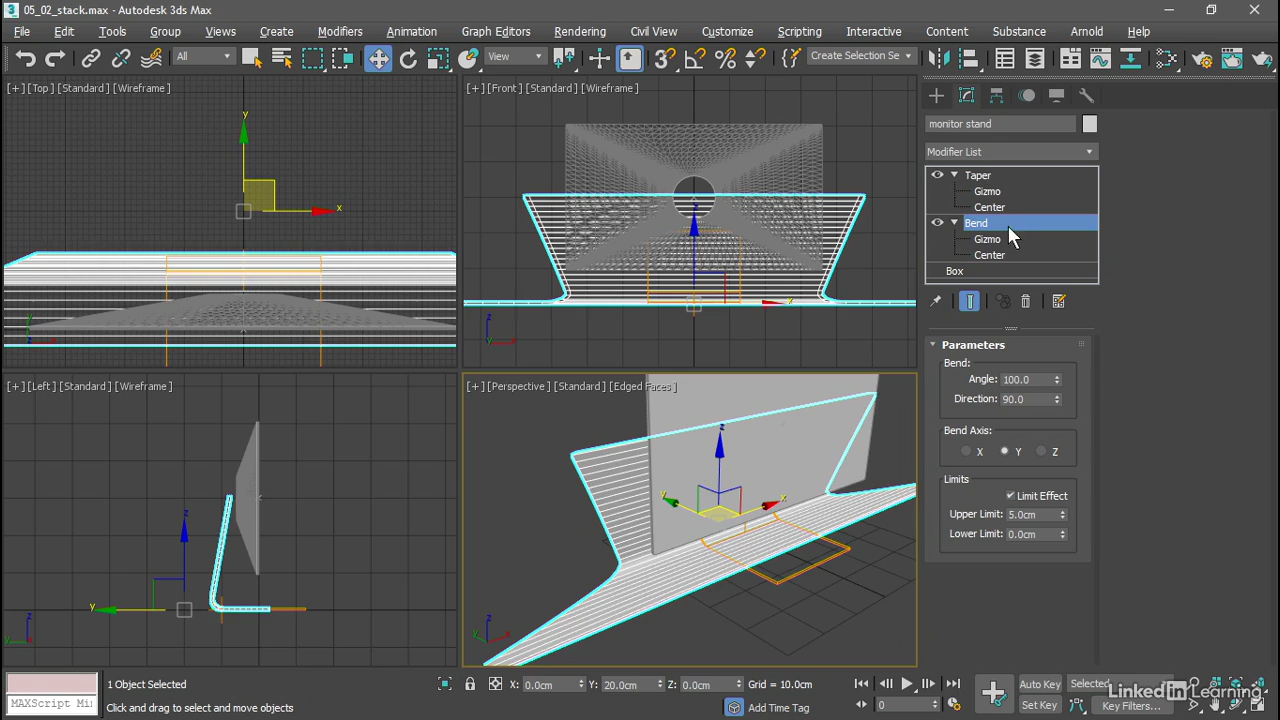 05_02_stack.max - Autodesk 3ds Max
File Edit Tools Group Views Create Modifiers Animation Graph Editors Rendering Civil View Customize Scripting Interactive Content Substance Arnold Help
All View Create Selection Se
[+] [Top] [Standard] [Wireframe]
[+] [Front] [Standard] [Wireframe]
monitor stand
Modifier List
Taper
Gizmo
Center
Bend
Gizmo
Center
Box
Parameters
Bend:
Angle: 100.0
Direction: 90.0
Bend Axis:
X Y Z
Limits
Limit Effect
Upper Limit: 5.0cm
Lower Limit: 0.0cm
[+] [Left] [Standard] [Wireframe]
[+] [Perspective] [Standard] [Edged Faces]
y
x
z
x
z
y
z
y
x
z
x
z
y
z
y
MAXScript Mi
1 Object Selected
Click and drag to select and move objects
X: 0.0cm Y: 20.0cm Z: 0.0cm Grid = 10.0cm
Add Time Tag
0
Auto Key Selected
Set Key Key Filters...
LinkedIn Learning